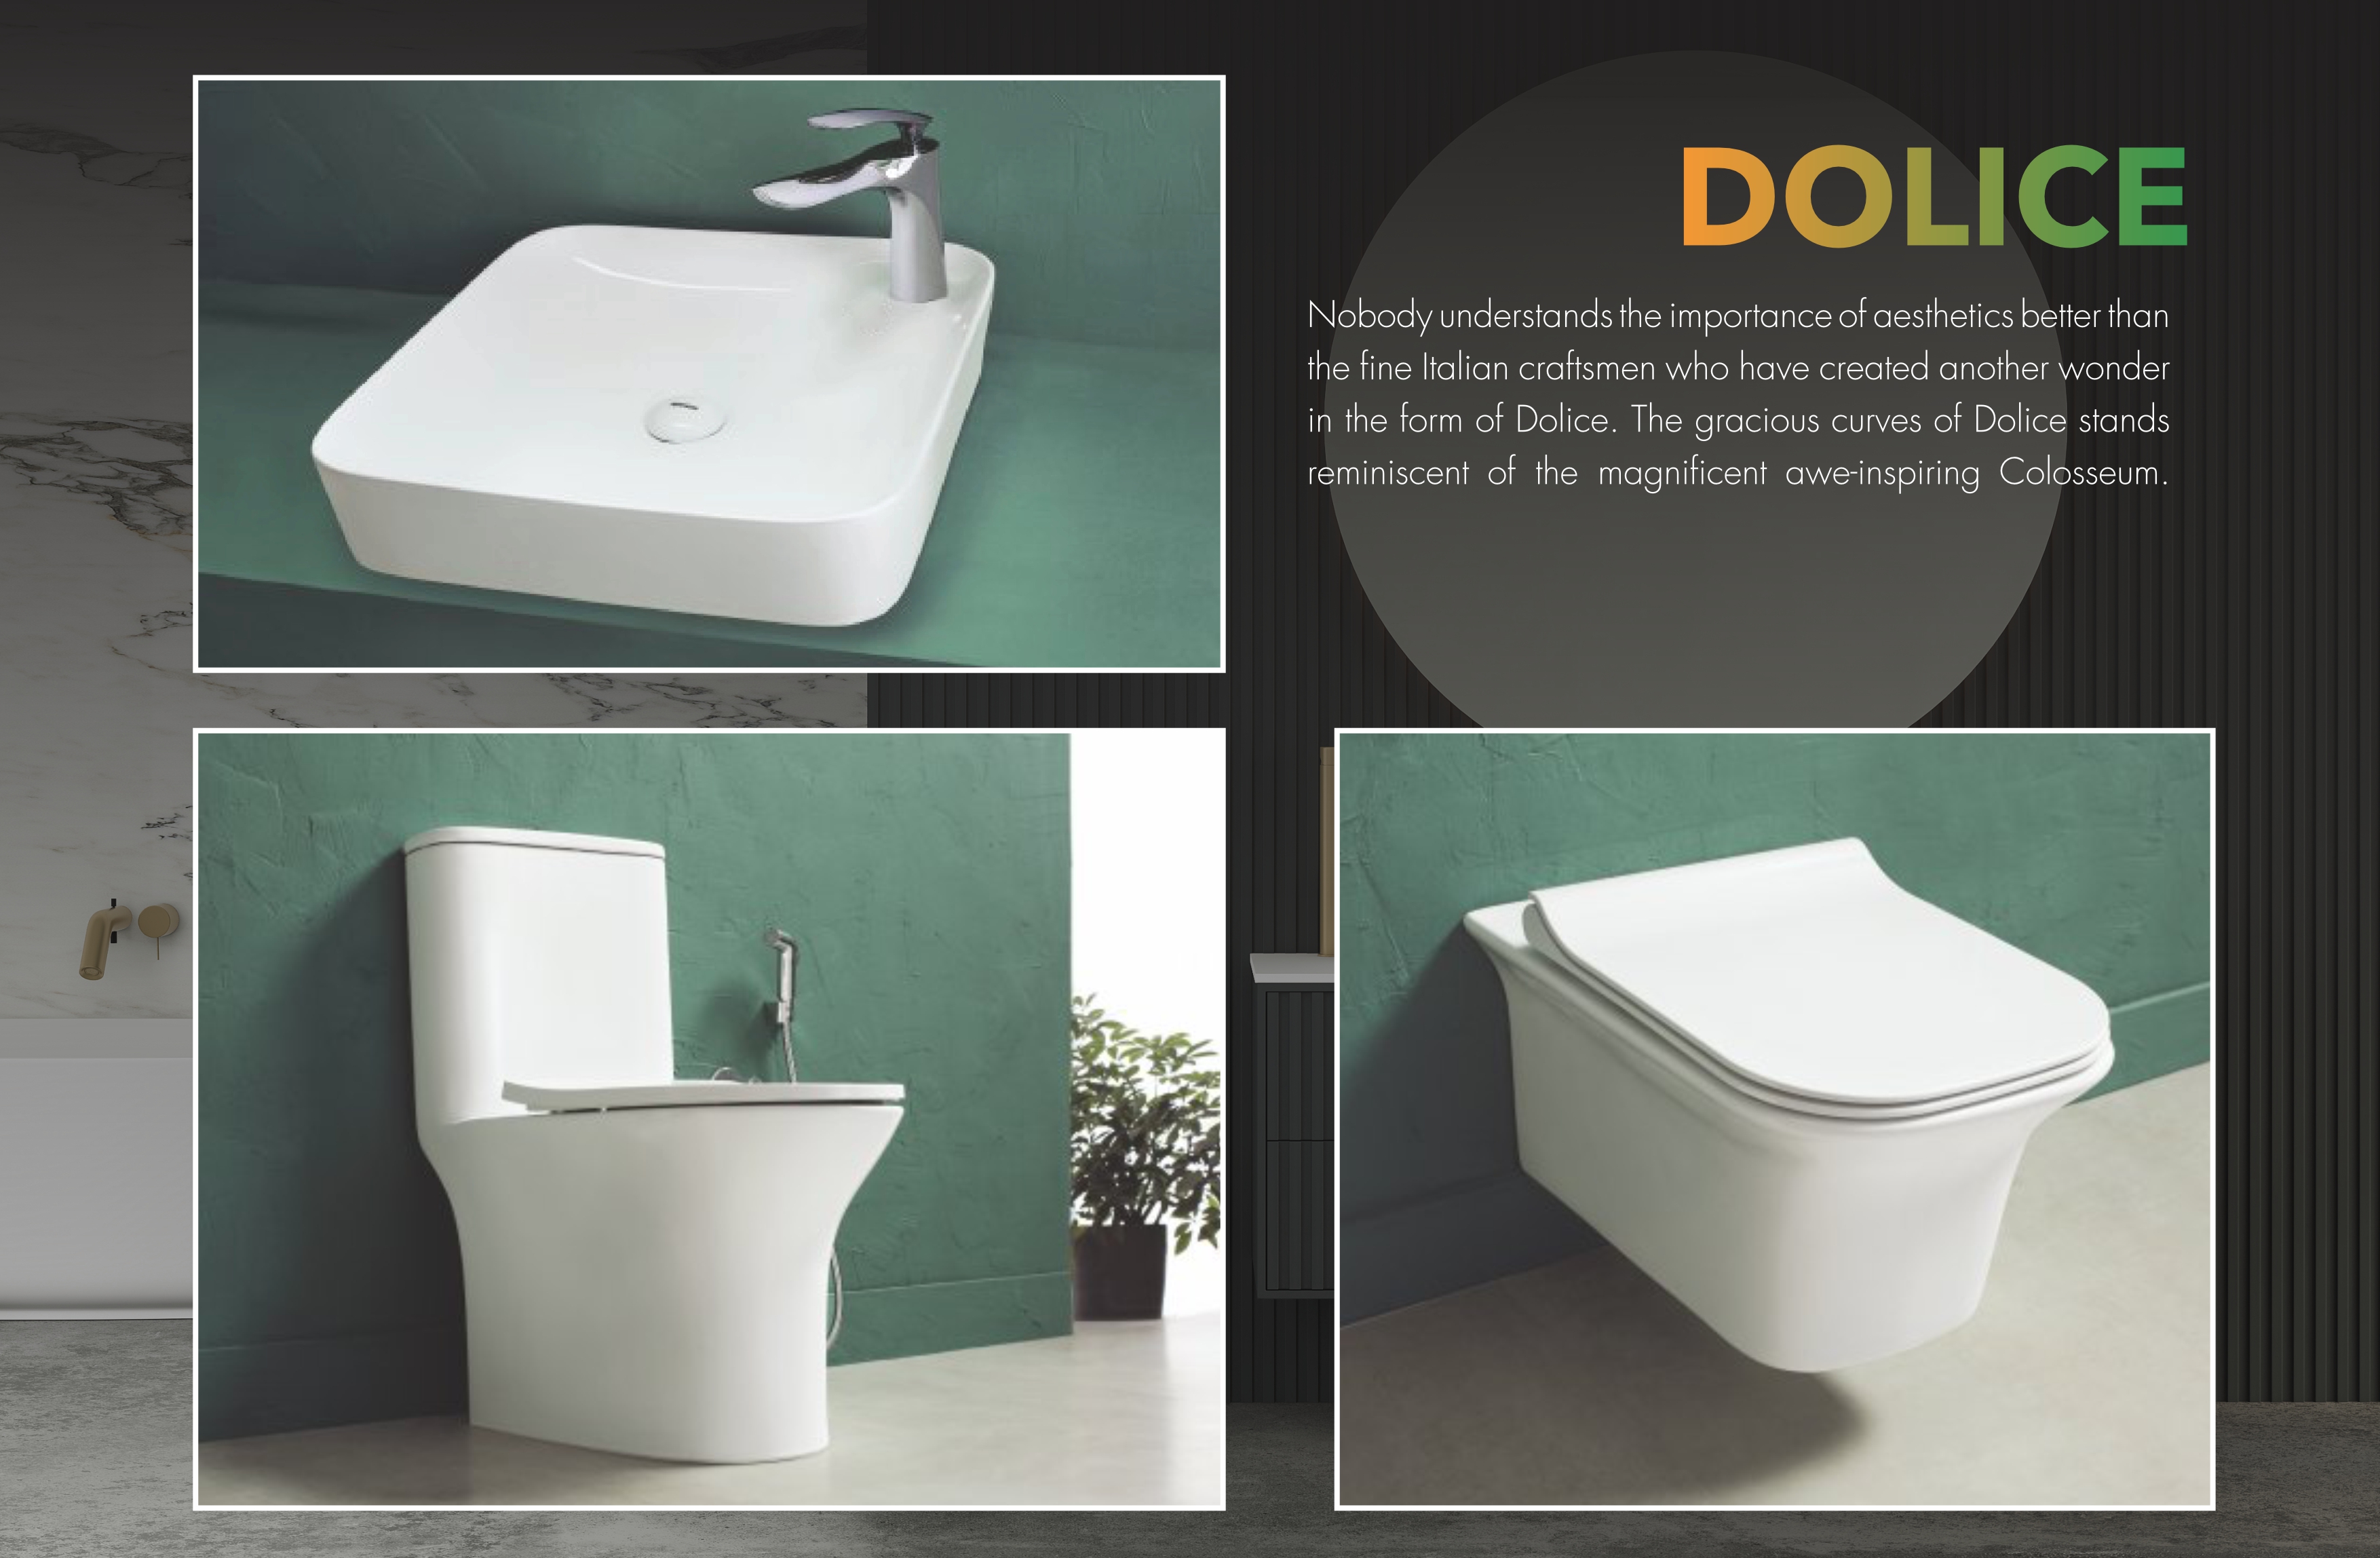 DOLICE
Nobody understands the importance of aesthetics better than
the fine Italian craftsmen who have created another wonder
in the form of Dolice. The gracious curves of Dolice stands
reminiscent of the magnificent awe-inspiring Colosseum.